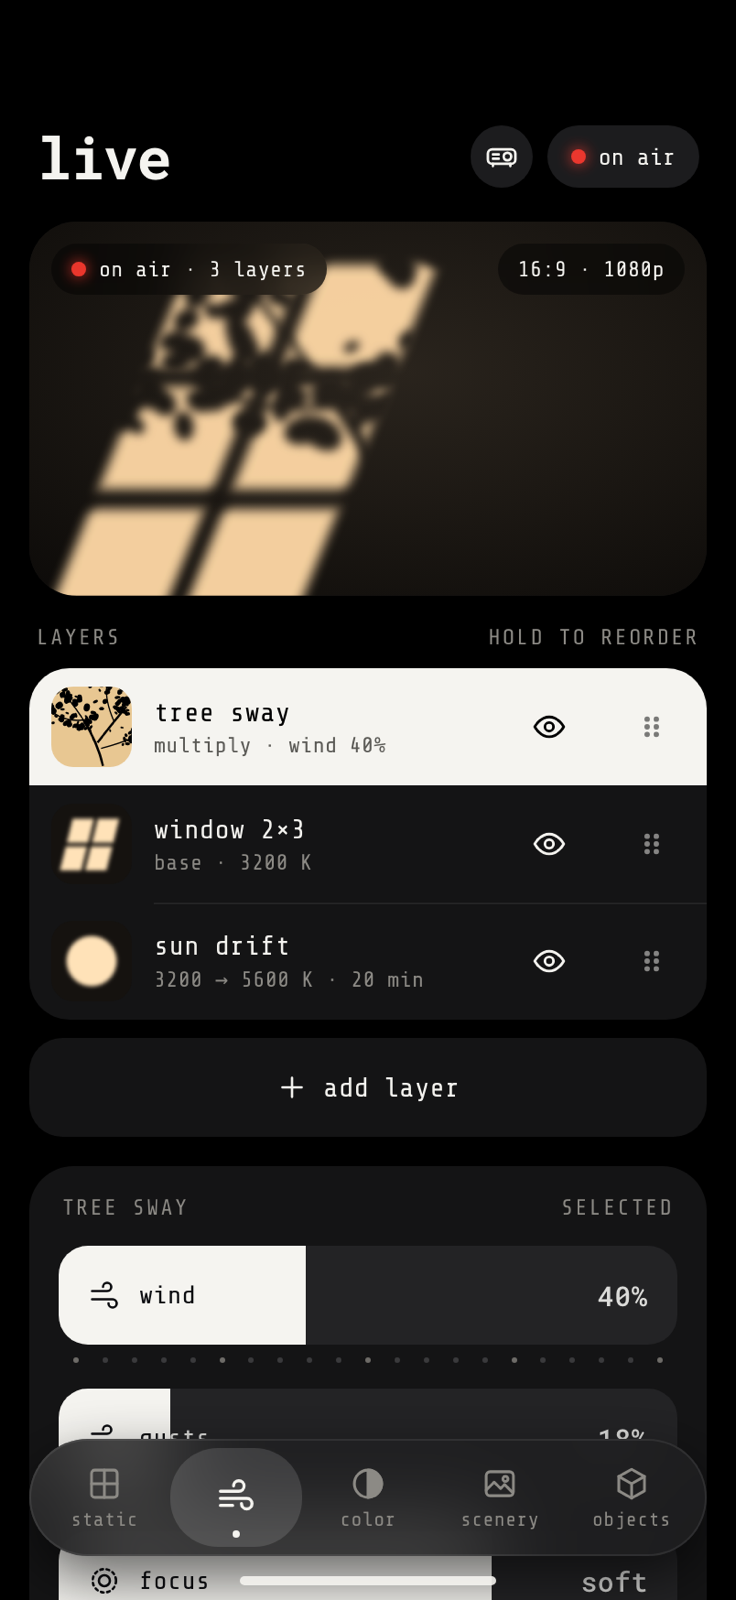 live
on air
on air · 3 layers
16:9 · 1080p
LAYERS
HOLD TO REORDER
tree sway
multiply · wind 40%
window 2×3
base · 3200 K
sun drift
3200 → 5600 K · 20 min
+ add layer
TREE SWAY
SELECTED
wind
40%
gusts
18%
static
color
scenery
objects
focus
soft